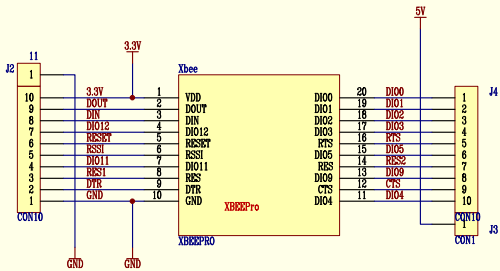 5V
11
3.3V
J2
Xbee
1
J4
10 3.3V 1 VDD DIO0 20 DIO0 1
9 DOUT 2 DOUT DIO1 19 DIO1 2
8 DIN 3 DIN DIO2 18 DIO2 3
7 DIO12 4 DIO12 DIO3 17 DIO3 4
6 RESET 5 RESET RTS 16 RTS 5
5 RSSI 6 RSSI DIO5 15 DIO5 6
4 DIO11 7 DIO11 RES 14 RES2 7
3 RES1 8 RES DIO9 13 DIO9 8
2 DTR 9 DTR CTS 12 CTS 9
1 GND 10 GND DIO4 11 DIO4 10
XBEEPro
CON10
CON10
1
J3
XBEEPRO
CON1
GND
GND